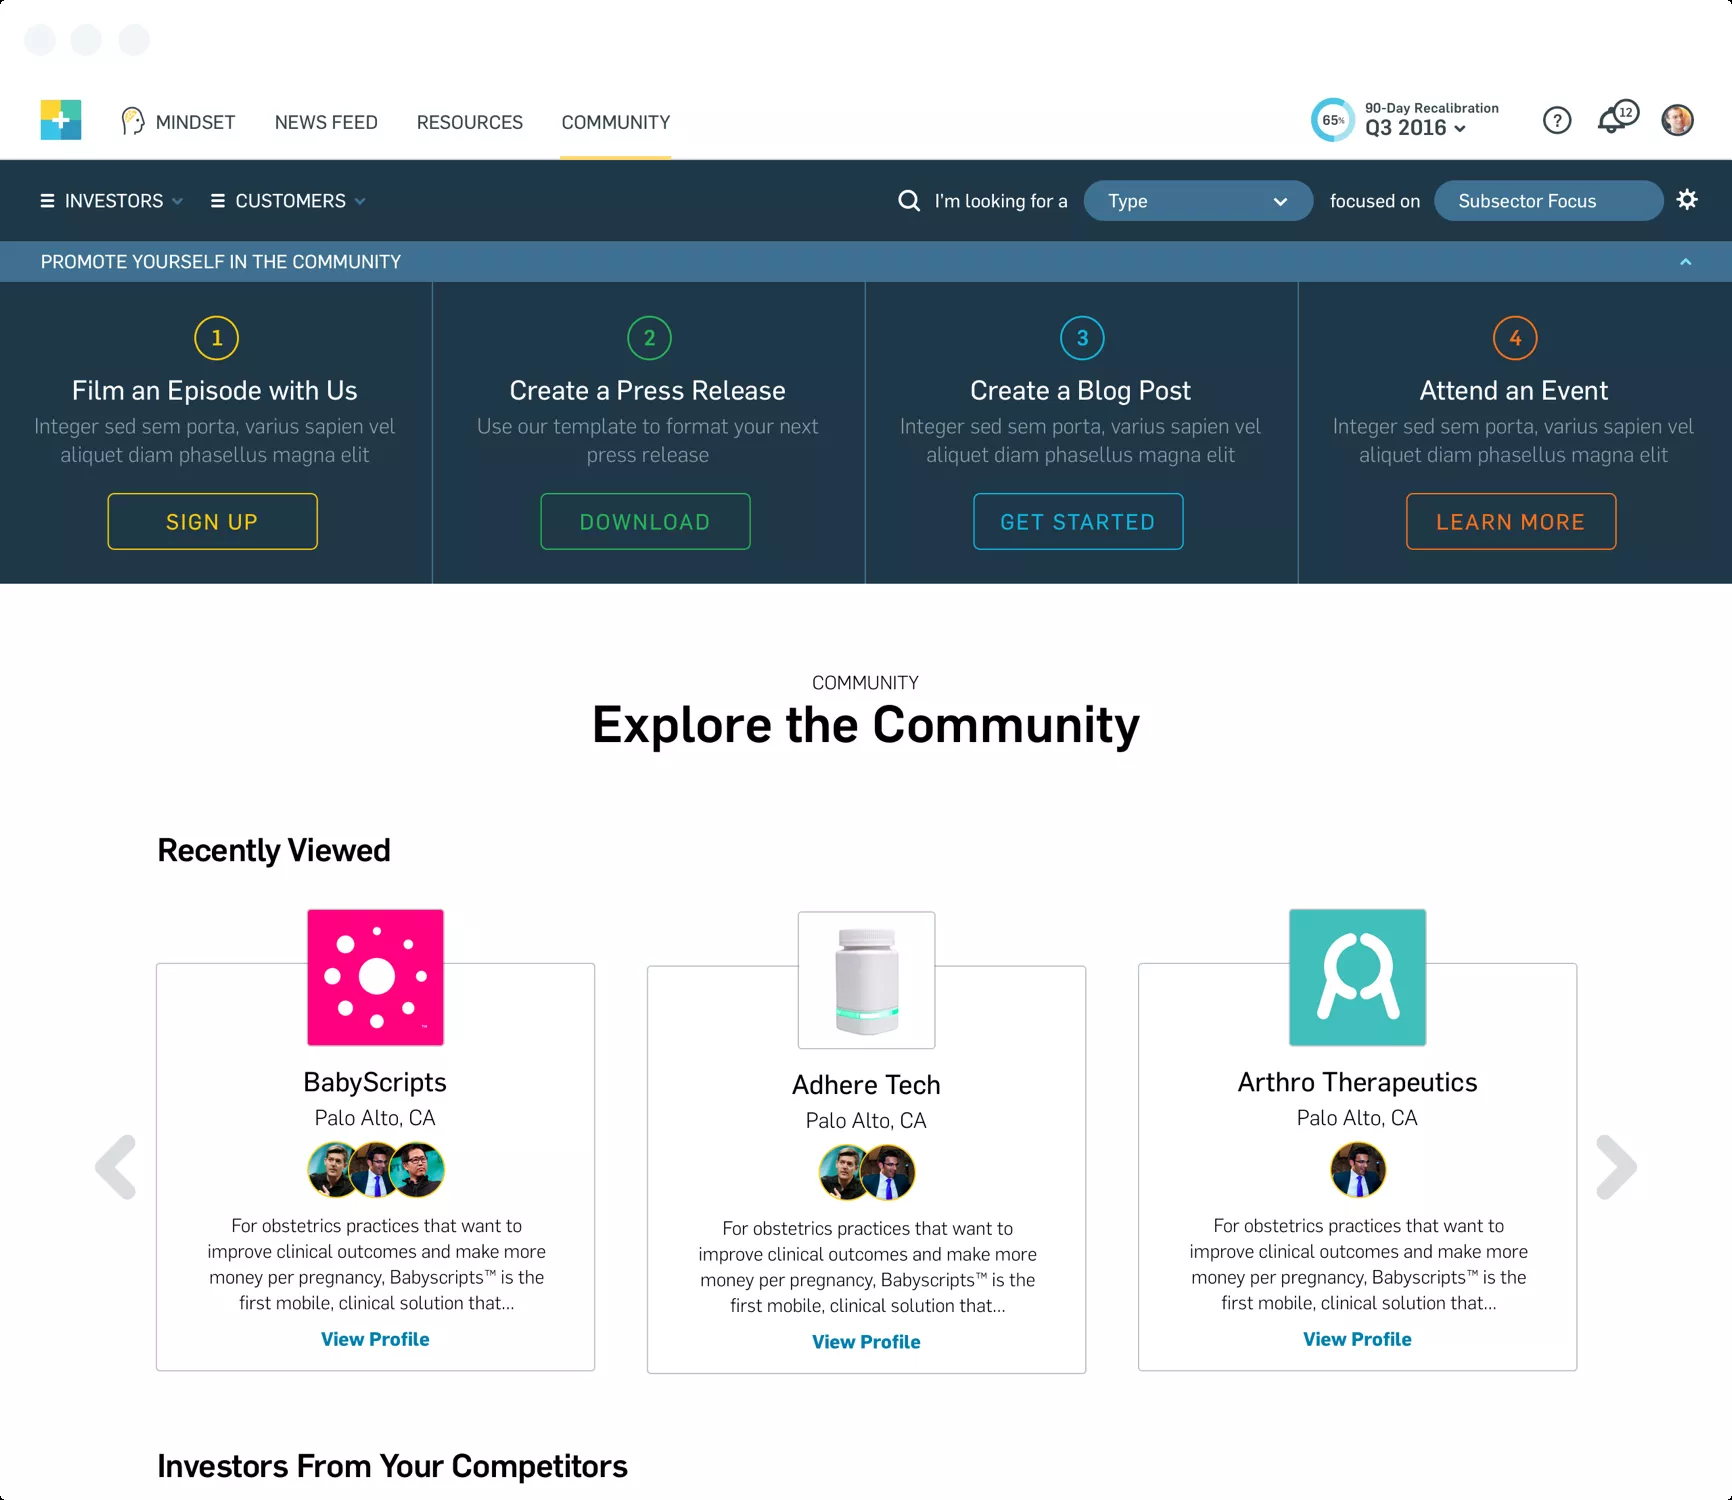 MINDSET
NEWS FEED
RESOURCES
COMMUNITY
65%
90-Day Recalibration
Q3 2016
?
12
INVESTORS
CUSTOMERS
I'm looking for a
Type
focused on
Subsector Focus
PROMOTE YOURSELF IN THE COMMUNITY
1
Film an Episode with Us
Integer sed sem porta, varius sapien vel
aliquet diam phasellus magna elit
SIGN UP
2
Create a Press Release
Use our template to format your next
press release
DOWNLOAD
3
Create a Blog Post
Integer sed sem porta, varius sapien vel
aliquet diam phasellus magna elit
GET STARTED
4
Attend an Event
Integer sed sem porta, varius sapien vel
aliquet diam phasellus magna elit
LEARN MORE
COMMUNITY
Explore the Community
Recently Viewed
™
BabyScripts
Palo Alto, CA
For obstetrics practices that want to
improve clinical outcomes and make more
money per pregnancy, Babyscripts™ is the
first mobile, clinical solution that...
View Profile
Adhere Tech
Palo Alto, CA
For obstetrics practices that want to
improve clinical outcomes and make more
money per pregnancy, Babyscripts™ is the
first mobile, clinical solution that...
View Profile
Arthro Therapeutics
Palo Alto, CA
For obstetrics practices that want to
improve clinical outcomes and make more
money per pregnancy, Babyscripts™ is the
first mobile, clinical solution that...
View Profile
Investors From Your Competitors